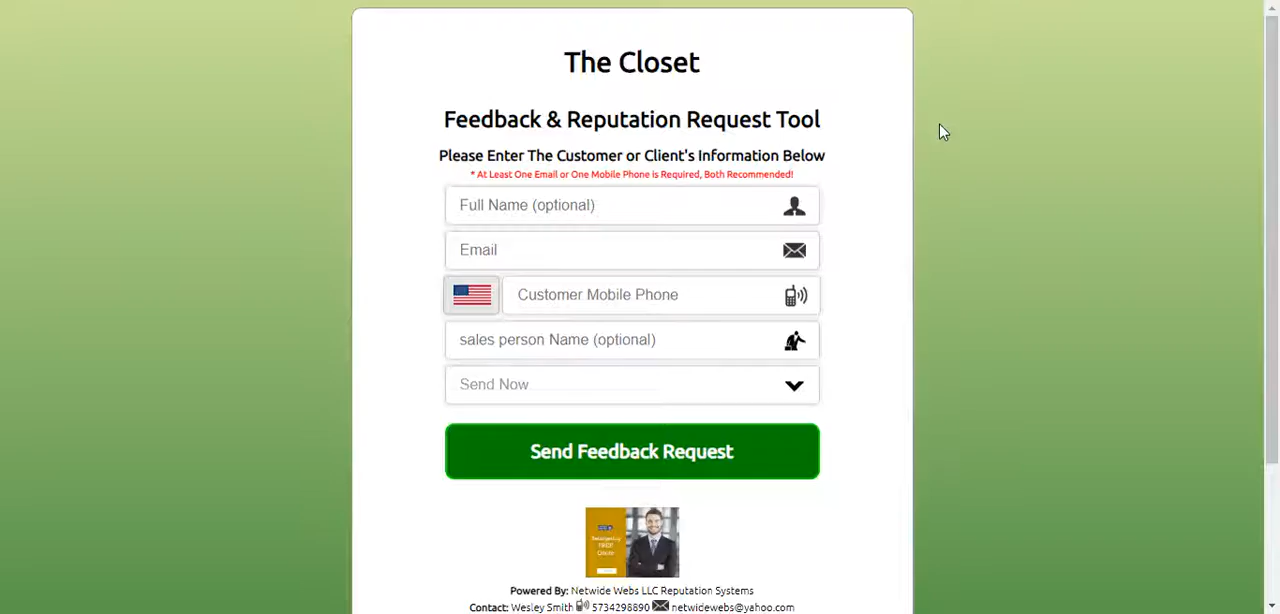 The Closet
Feedback & Reputation Request Tool
Please Enter The Customer or Client's Information Below
* At Least One Email or One Mobile Phone is Required, Both Recommended!
Full Name (optional)
Email
Customer Mobile Phone
sales person Name (optional)
Send Now
Send Feedback Request
Powered By: Netwide Webs LLC Reputation Systems
Contact: Wesley Smith 5734298890 netwidewebs@yahoo.com